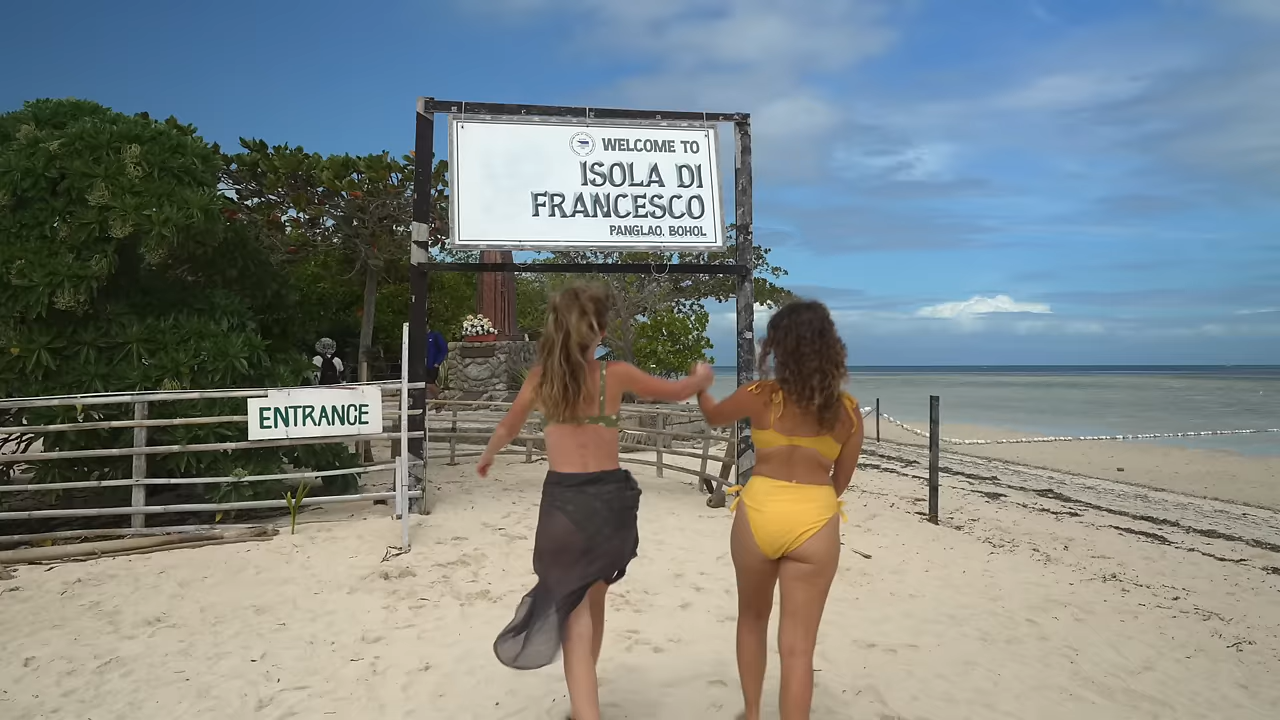 WELCOME TO
ISOLA DI
FRANCESCO
PANGLAO, BOHOL
ENTRANCE